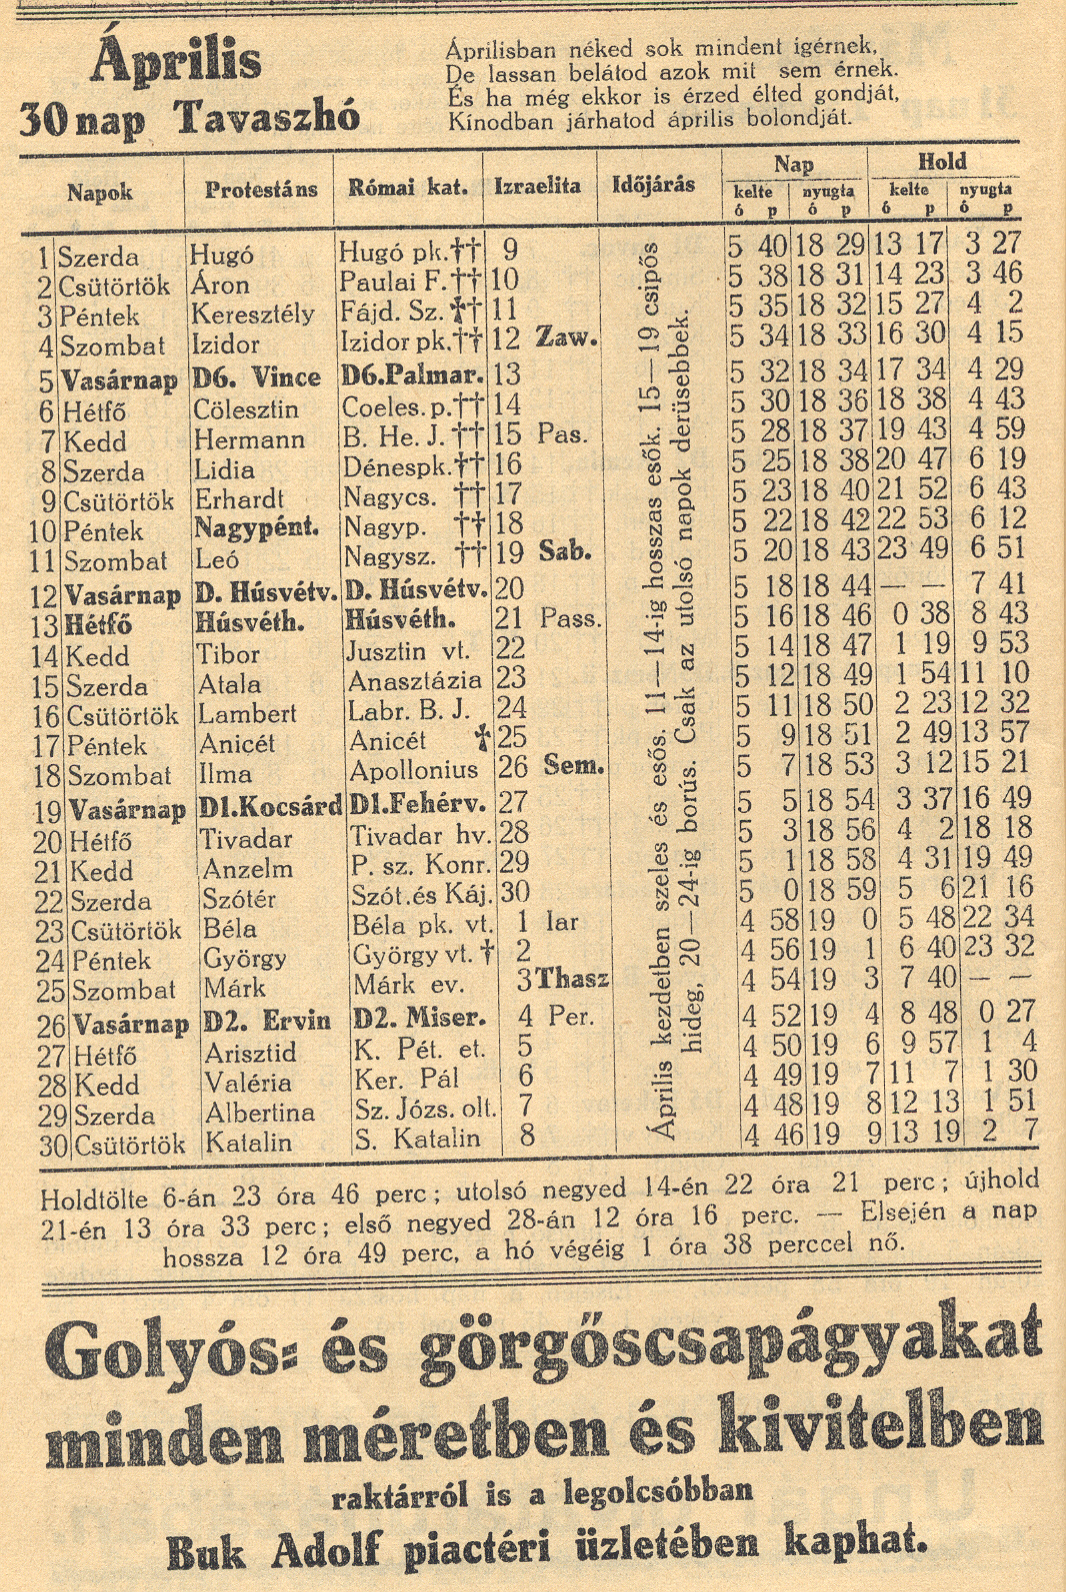 Április
30 nap Tavaszhó
Áprilisban néked sok mindent igérnek,
De lassan belátod azok mit sem érnek.
És ha még ekkor is érzed élted gondját,
Kínodban járhatod április bolondját.
Napok Protestáns Római kat. Izraelita Időjárás Nap Hold
kelte nyugta kelte nyugta
ó p ó p ó p ó p
1 Szerda Hugó Hugó pk.†† 9 5 40 18 29 13 17 3 27
2 Csütörtök Áron Paulai F.†† 10 5 38 18 31 14 23 3 46
3 Péntek Keresztély Fájd. Sz.†† 11 5 35 18 32 15 27 4 2
4 Szombat Izidor Izidor pk.†† 12 Zaw. 5 34 18 33 16 30 4 15
5 Vasárnap D6. Vince D6.Palmar. 13 5 32 18 34 17 34 4 29
6 Hétfő Cölesztin Coeles. p.†† 14 5 30 18 36 18 38 4 43
7 Kedd Hermann B. He. J.†† 15 Pas. 5 28 18 37 19 43 4 59
8 Szerda Lidia Dénespk.†† 16 5 25 18 38 20 47 6 19
9 Csütörtök Erhardt Nagycs. †† 17 5 23 18 40 21 52 6 43
10 Péntek Nagypént. Nagyp. †† 18 5 22 18 42 22 53 6 12
11 Szombat Leó Nagysz. †† 19 Sab. 5 20 18 43 23 49 6 51
12 Vasárnap D. Húsvétv. D. Húsvétv. 20 5 18 18 44 — — 7 41
13 Hétfő Húsvéth. Húsvéth. 21 Pass. 5 16 18 46 0 38 8 43
14 Kedd Tibor Jusztin vt. 22 5 14 18 47 1 19 9 53
15 Szerda Atala Anasztázia 23 5 12 18 49 1 54 11 10
16 Csütörtök Lambert Labr. B. J. 24 5 11 18 50 2 23 12 32
17 Péntek Anicét Anicét † 25 5 9 18 51 2 49 13 57
18 Szombat Ilma Apollonius 26 Sem. 5 7 18 53 3 12 15 21
19 Vasárnap D1.Kocsárd D1.Fehérv. 27 5 5 18 54 3 37 16 49
20 Hétfő Tivadar Tivadar hv. 28 5 3 18 56 4 2 18 18
21 Kedd Anzelm P. sz. Konr. 29 5 1 18 58 4 31 19 49
22 Szerda Szótér Szót.és Káj. 30 5 0 18 59 5 6 21 16
23 Csütörtök Béla Béla pk. vt. 1 Iar 4 58 19 0 5 48 22 34
24 Péntek György György vt. † 2 4 56 19 1 6 40 23 32
25 Szombat Márk Márk ev. 3 Thasz 4 54 19 3 7 40 — —
26 Vasárnap D2. Ervin D2. Miser. 4 Per. 4 52 19 4 8 48 0 27
27 Hétfő Arisztid K. Pét. et. 5 4 50 19 6 9 57 1 4
28 Kedd Valéria Ker. Pál 6 4 49 19 7 11 7 1 30
29 Szerda Albertina Sz. Józs. olt. 7 4 48 19 8 12 13 1 51
30 Csütörtök Katalin S. Katalin 8 4 46 19 9 13 19 2 7
Április kezdetben szeles és esős. 11—14-ig hosszas esők. 15—19 csipős
hideg, 20—24-ig borús. Csak az utolsó napok derüsebbek.
Holdtölte 6-án 23 óra 46 perc; utolsó negyed 14-én 22 óra 21 perc; újhold
21-én 13 óra 33 perc; első negyed 28-án 12 óra 16 perc. — Elsején a nap
hossza 12 óra 49 perc, a hó végéig 1 óra 38 perccel nő.
Golyós- és görgőscsapágyakat
minden méretben és kivitelben
raktárról is a legolcsóbban
Buk Adolf piactéri üzletében kaphat.